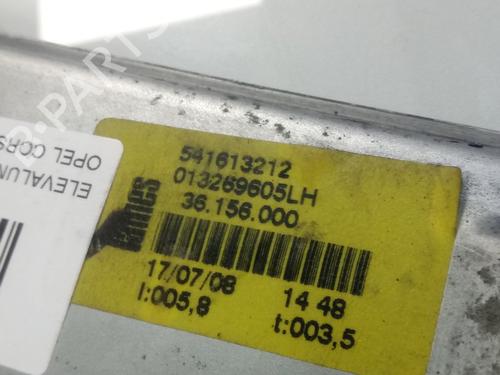 541613212
013269605LH
36.156.000
17/07/08 14 48
I:005,8 t:003,5
ELEVALUN
OPEL CORS
B-PARTS